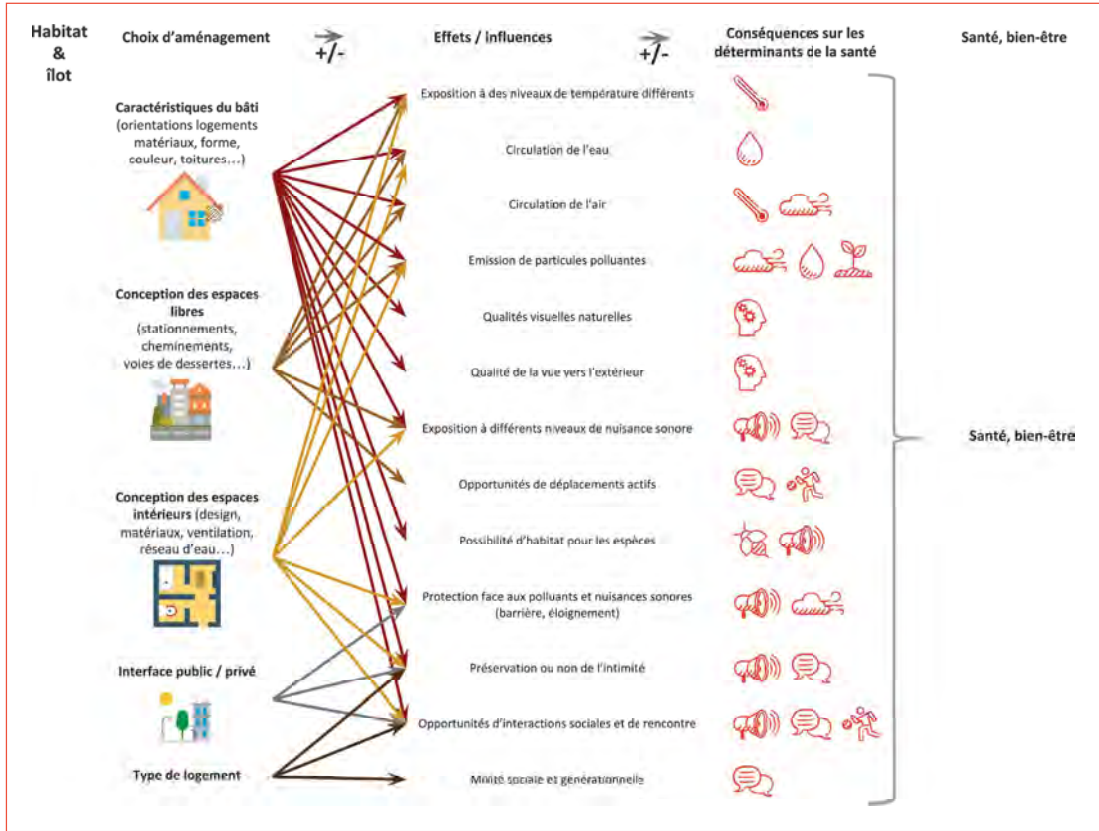 Habitat
&
îlot
Choix d'aménagement
+/-
Effets / influences
+/-
Conséquences sur les
déterminants de la santé
Santé, bien-être
Caractéristiques du bâti
(orientations logements
matériaux, forme,
couleur, toitures…)
Conception des espaces
libres
(stationnements,
cheminements,
voies de dessertes…)
Conception des espaces
intérieurs (design,
matériaux, ventilation,
réseau d'eau…)
Interface public / privé
Type de logement
Exposition à des niveaux de température différents
Circulation de l'eau
Circulation de l'air
Emission de particules polluantes
Qualités visuelles naturelles
Qualité de la vue vers l'extérieur
Exposition à différents niveaux de nuisance sonore
Opportunités de déplacements actifs
Possibilité d'habitat pour les espèces
Protection face aux polluants et nuisances sonores
(barrière, éloignement)
Préservation ou non de l'intimité
Opportunités d'interactions sociales et de rencontre
Mixité sociale et générationnelle
Santé, bien-être